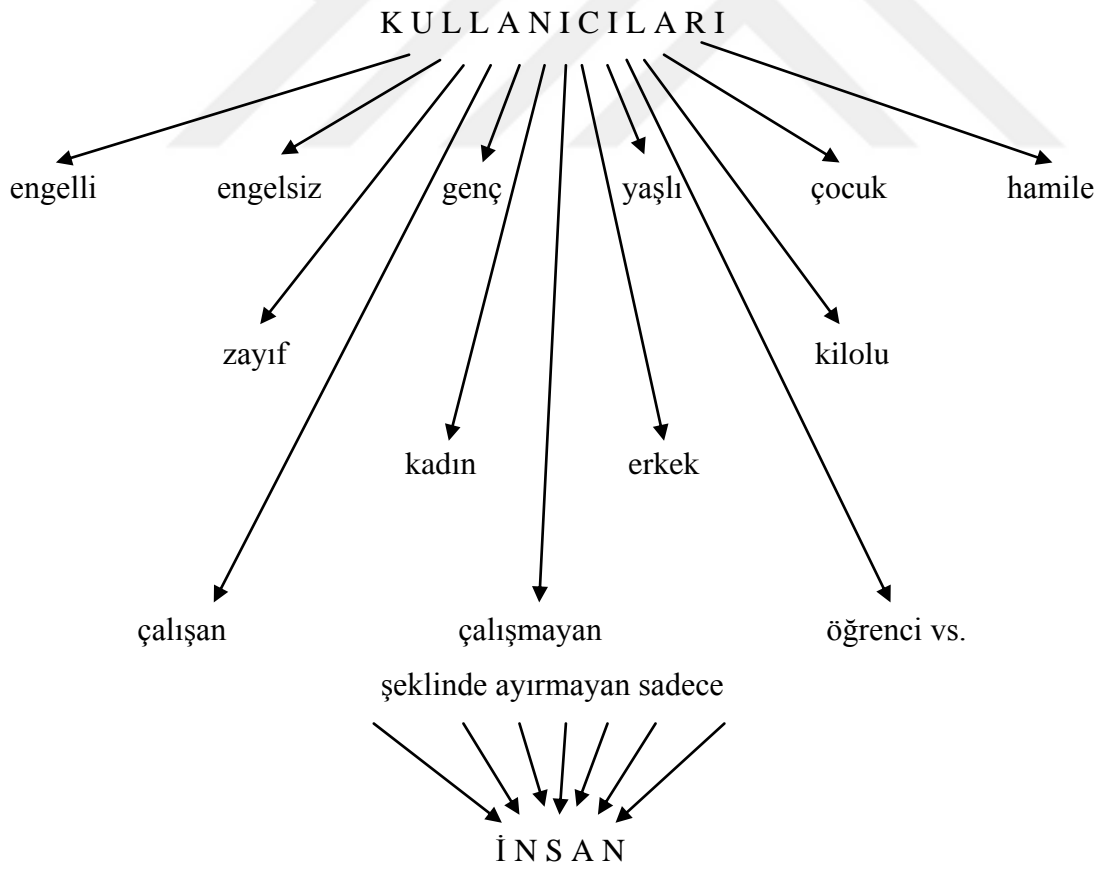 K U L L A N I C I L A R I
engelli engelsiz genç yaşlı çocuk hamile
zayıf kilolu
kadın erkek
çalışan çalışmayan öğrenci vs.
şeklinde ayırmayan sadece
İ N S A N